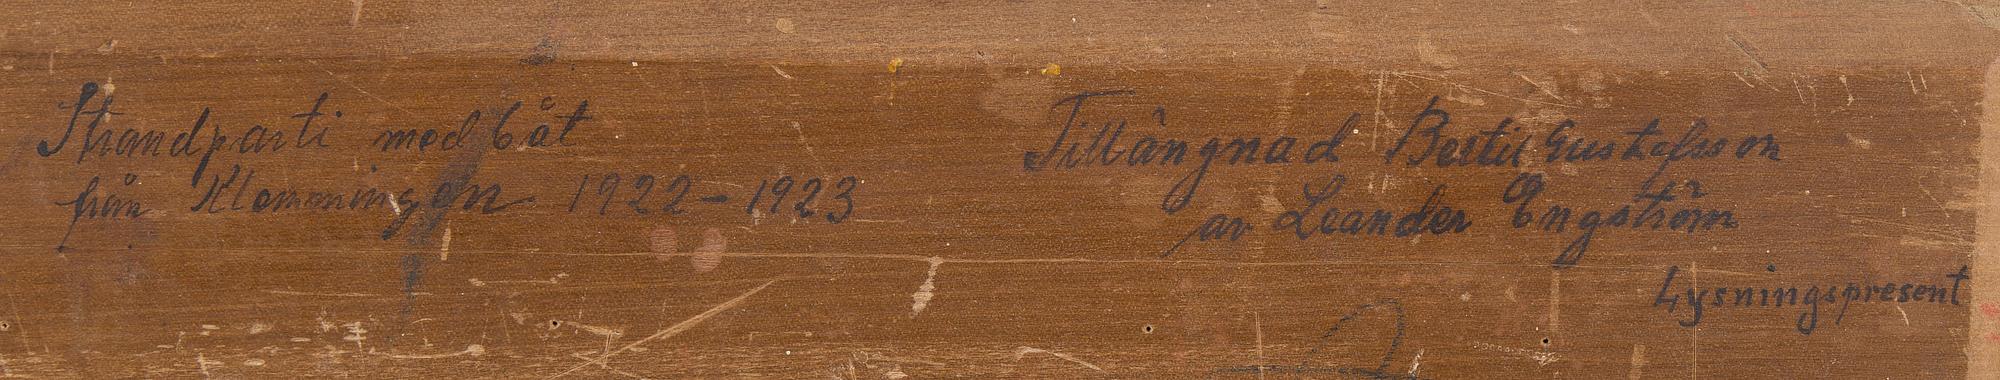 Strandparti med båt
från Klemmingen 1922-1923
Tillängnad Bertil Gustafsson
av Leander Engström
Lysningspresent